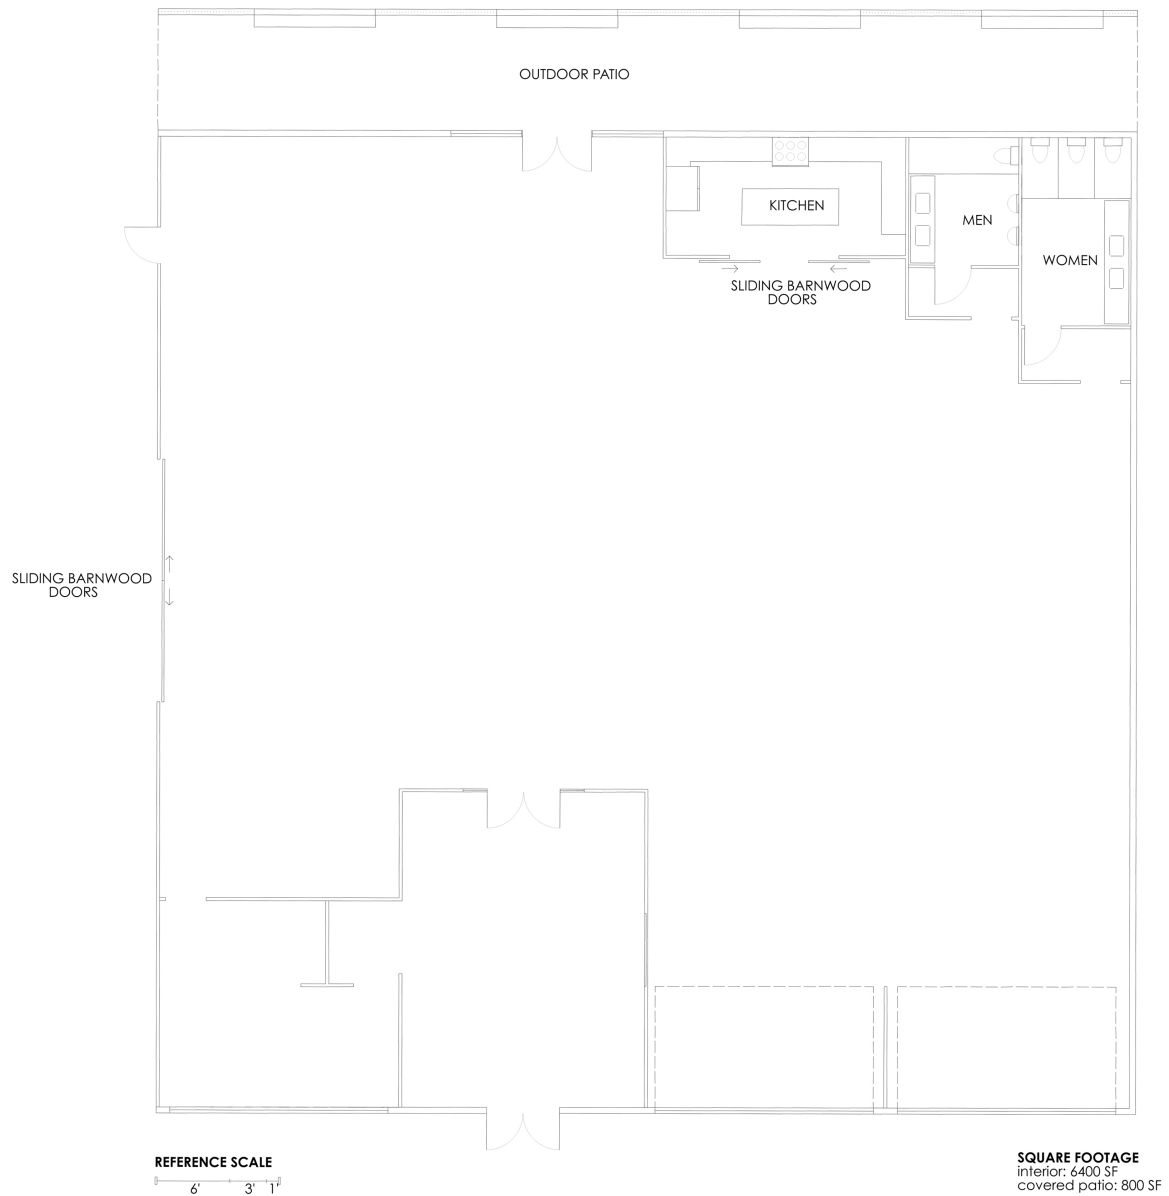 OUTDOOR PATIO
KITCHEN
MEN
WOMEN
SLIDING BARNWOOD
DOORS
SLIDING BARNWOOD
DOORS
REFERENCE SCALE
6' 3' 1'
SQUARE FOOTAGE
interior: 6400 SF
covered patio: 800 SF